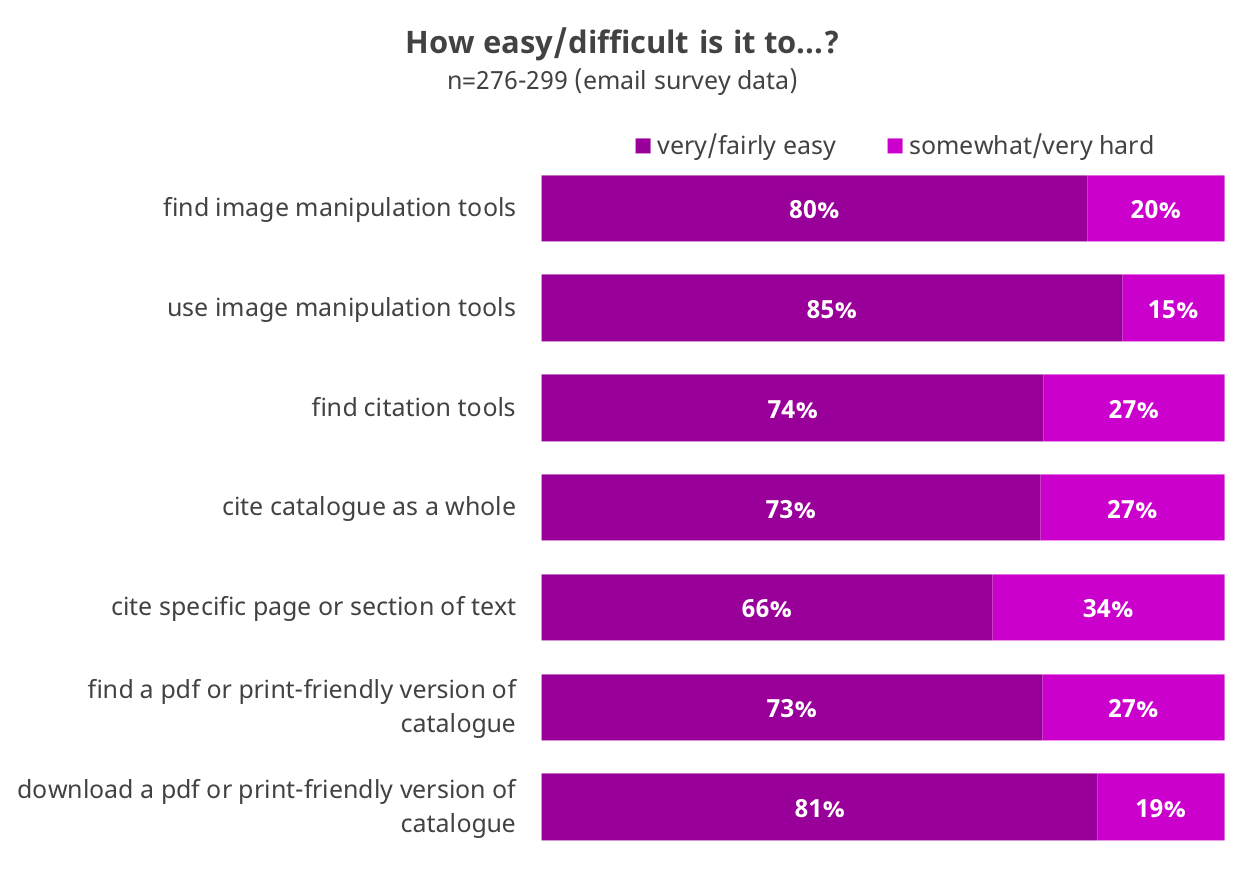 How easy/difficult is it to...?
n=276-299 (email survey data)
very/fairly easy somewhat/very hard
find image manipulation tools 80% 20%
use image manipulation tools 85% 15%
find citation tools 74% 27%
cite catalogue as a whole 73% 27%
cite specific page or section of text 66% 34%
find a pdf or print-friendly version of
catalogue 73% 27%
download a pdf or print-friendly version of
catalogue 81% 19%